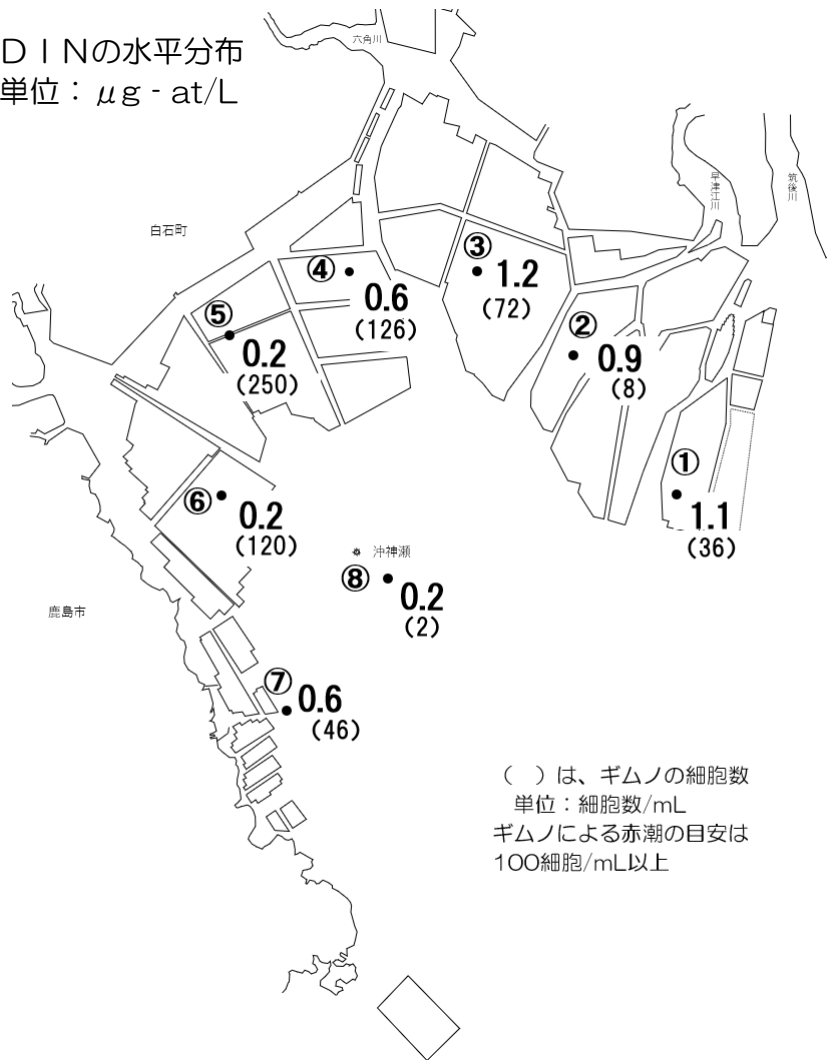 DINの水平分布
単位：μg‐at/L
六角川
早津江川
筑後川
白石町
③
1.2
(72)
④
0.6
(126)
⑤
0.2
(250)
②
0.9
(8)
①
1.1
(36)
⑥
0.2
(120)
沖神瀬
⑧
0.2
(2)
鹿島市
⑦
0.6
(46)
（　）は、ギムノの細胞数
単位：細胞数/mL
ギムノによる赤潮の目安は
100細胞/mL以上